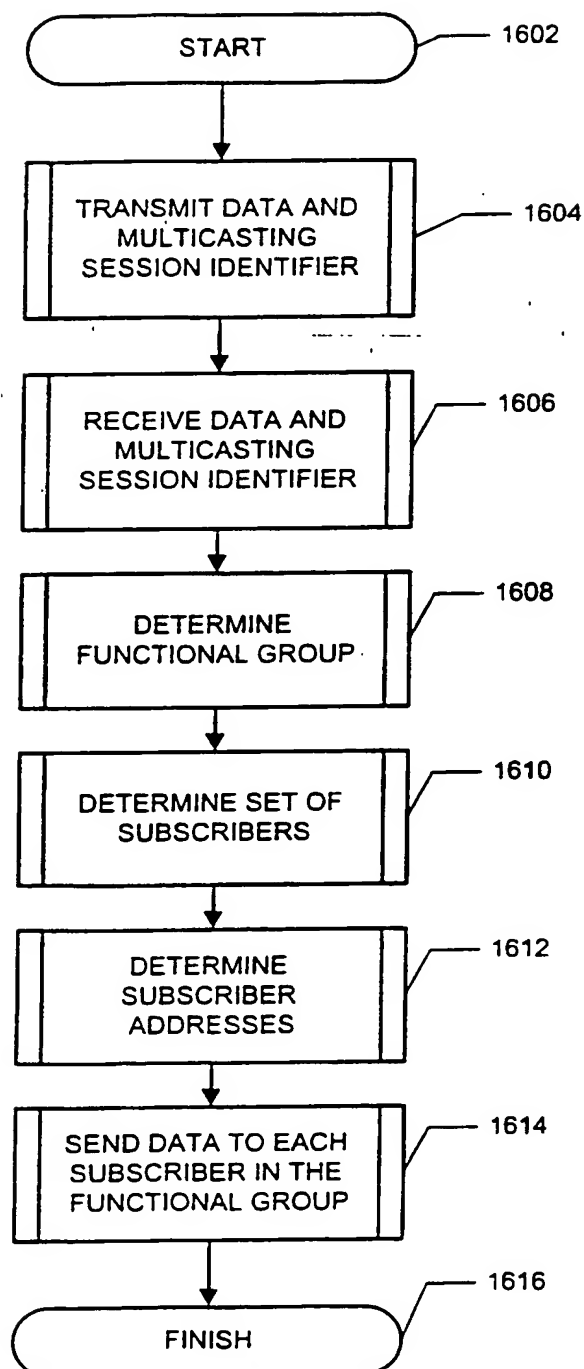 START
1602
TRANSMIT DATA AND
MULTICASTING
SESSION IDENTIFIER
1604
RECEIVE DATA AND
MULTICASTING
SESSION IDENTIFIER
1606
DETERMINE
FUNCTIONAL GROUP
1608
DETERMINE SET OF
SUBSCRIBERS
1610
DETERMINE
SUBSCRIBER
ADDRESSES
1612
SEND DATA TO EACH
SUBSCRIBER IN THE
FUNCTIONAL GROUP
1614
FINISH
1616